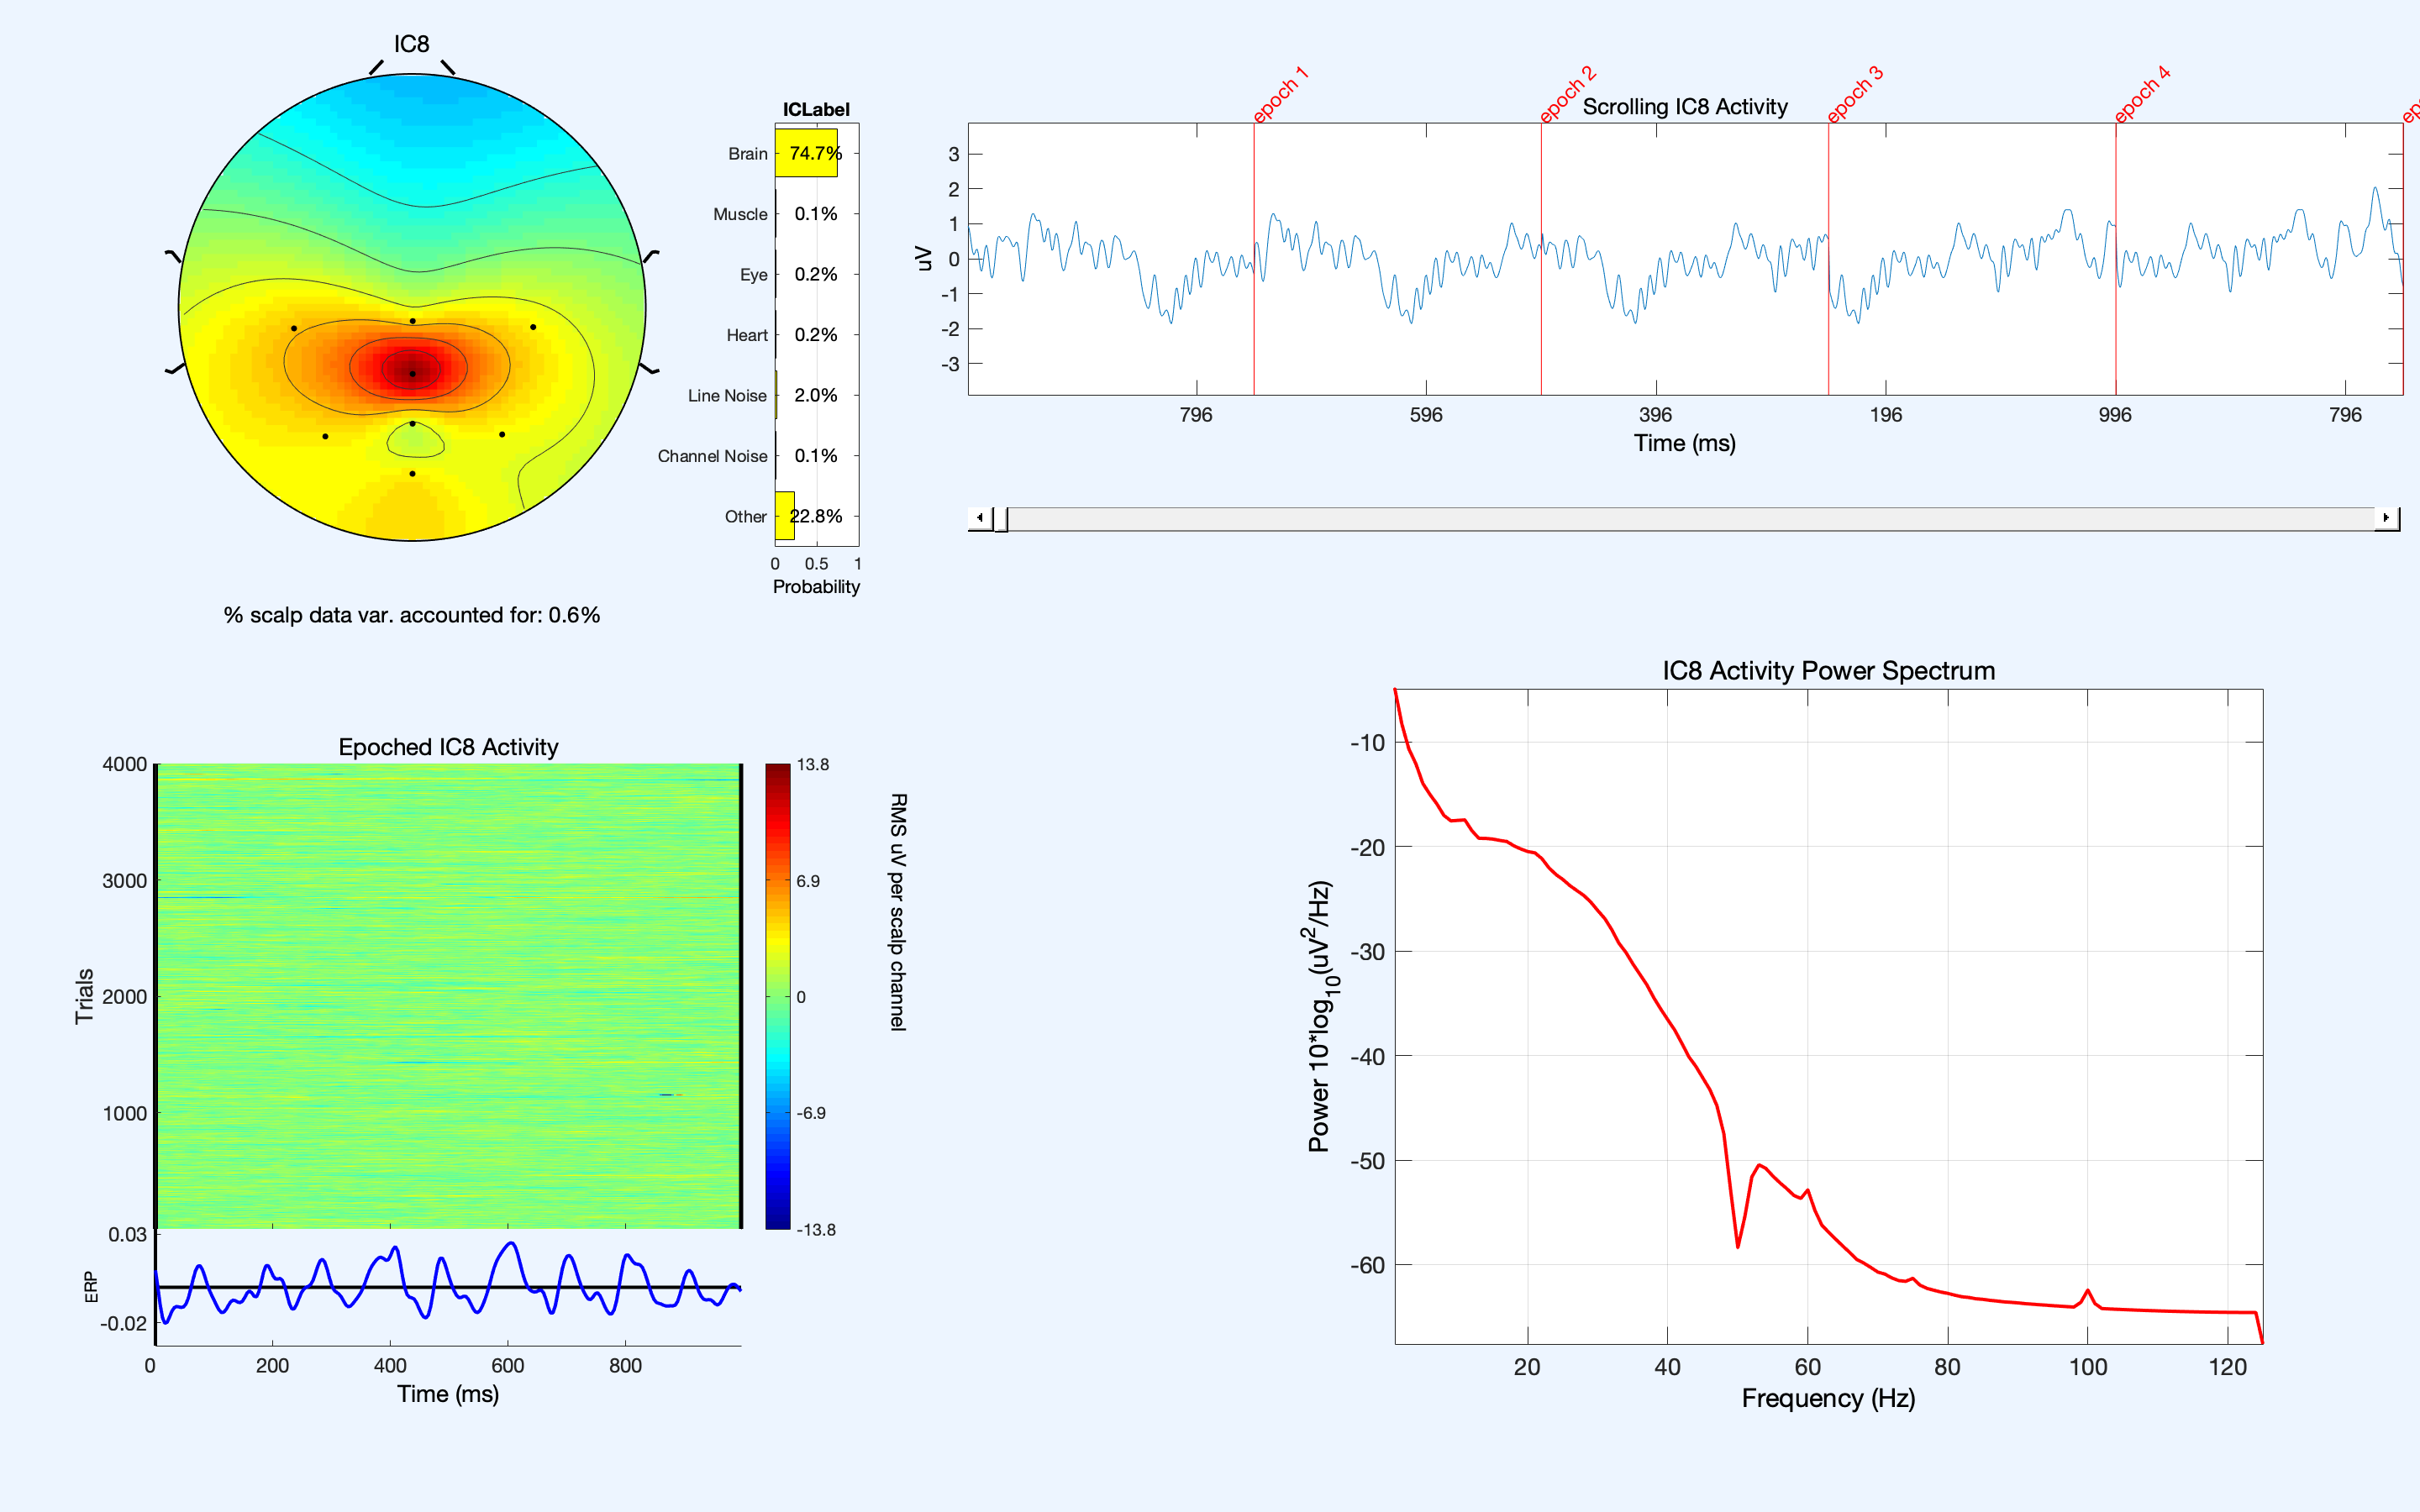 IC8
ICLabel
Brain 74.7%
Muscle 0.1%
Eye 0.2%
Heart 0.2%
Line Noise 2.0%
Channel Noise 0.1%
Other 22.8%
0 0.5 1
Probability
% scalp data var. accounted for: 0.6%
epoch 1 epoch 2 epoch 3 epoch 4
Scrolling IC8 Activity
uV
3
2
1
0
-1
-2
-3
796 596 396 196 996 796
Time (ms)
Epoched IC8 Activity
Trials
4000
3000
2000
1000
13.8
6.9
0
-6.9
-13.8
RMS uV per scalp channel
0.03
ERP
-0.02
0 200 400 600 800
Time (ms)
IC8 Activity Power Spectrum
Power 10*log10(uV2/Hz)
-10
-20
-30
-40
-50
-60
20 40 60 80 100 120
Frequency (Hz)